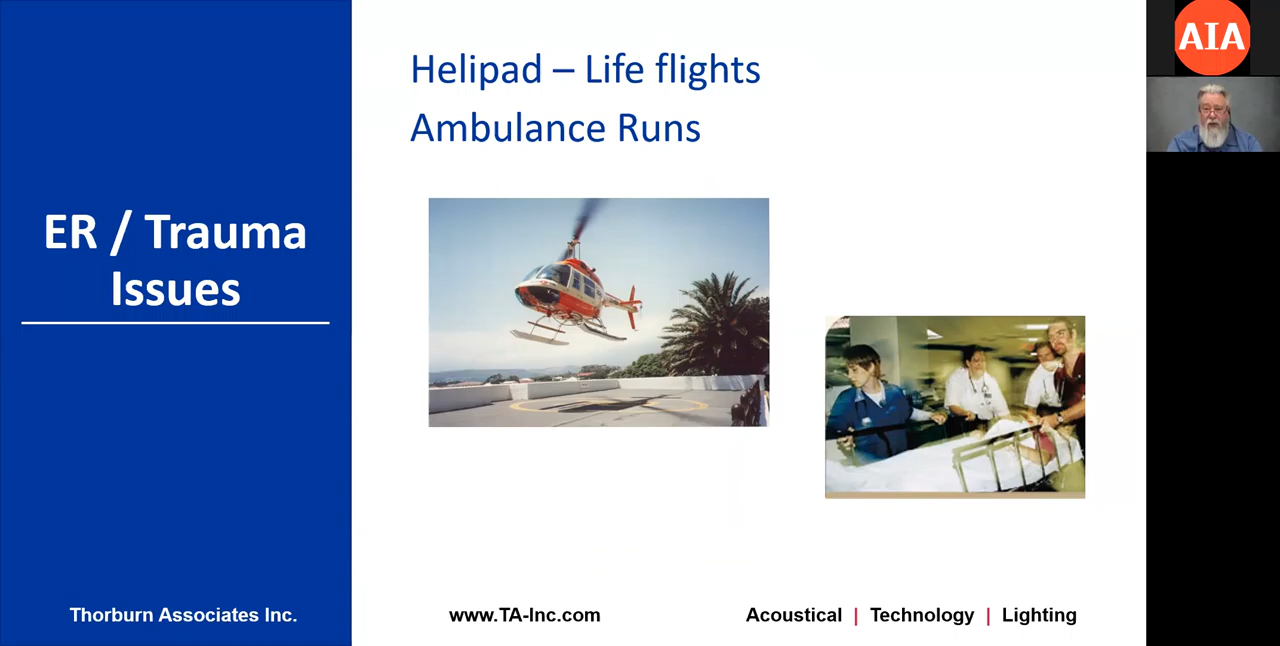 ER / Trauma
Issues
Helipad – Life flights
Ambulance Runs
AIA
Thorburn Associates Inc.
www.TA-Inc.com
Acoustical | Technology | Lighting